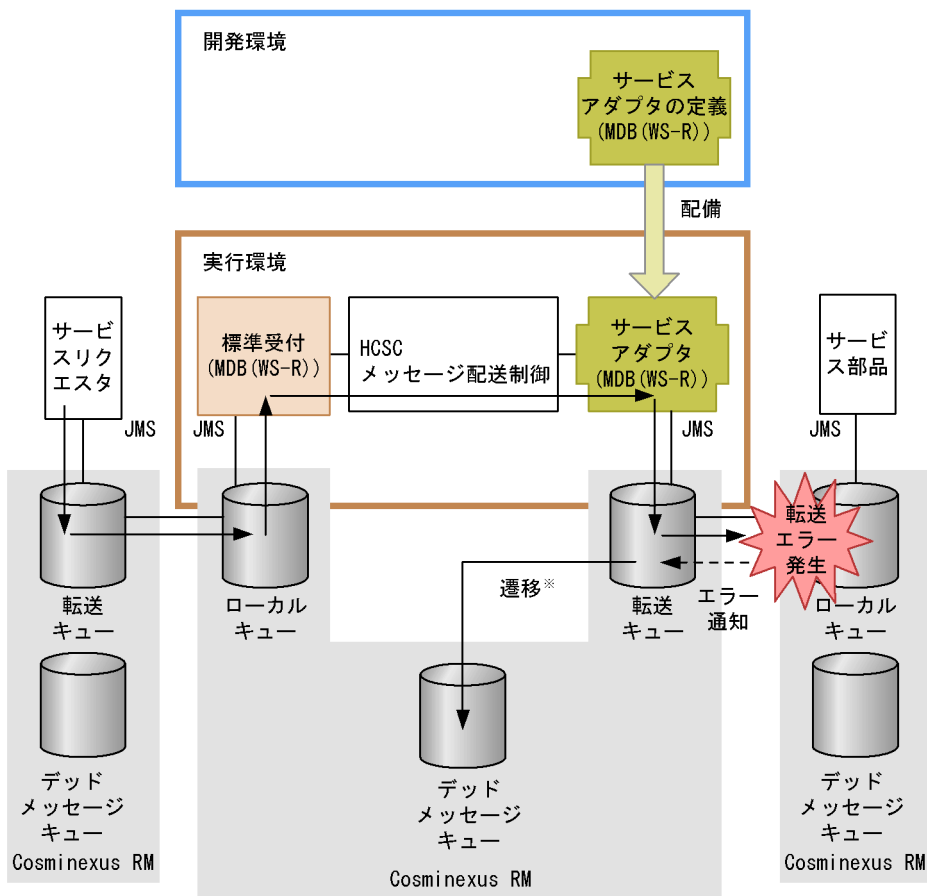 開発環境
サービス
アダプタの定義
(MDB(WS-R))
配備
実行環境
サービ
スリク
エスタ
標準受付
(MDB(WS-R))
HCSC
メッセージ配送制御
サービス
アダプタ
(MDB(WS-R))
サービ
ス部品
JMS
JMS
JMS
JMS
転送
エラー
発生
転送
キュー
ローカル
キュー
遷移※
転送
キュー
エラー
通知
ローカル
キュー
デッド
メッセージ
キュー
デッド
メッセージ
キュー
デッド
メッセージ
キュー
Cosminexus RM
Cosminexus RM
Cosminexus RM